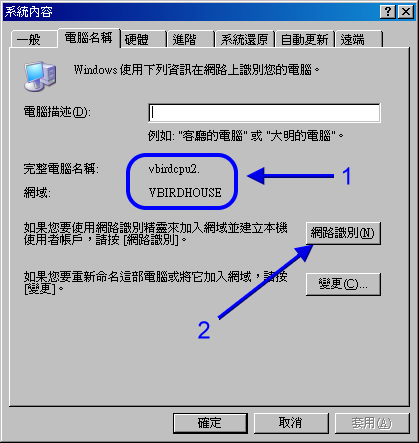 系統內容
一般 電腦名稱 硬體 進階 系統還原 自動更新 遠端
Windows 使用下列資訊在網路上識別您的電腦。
電腦描述(D):
例如: "客廳的電腦" 或 "大明的電腦"。
完整電腦名稱: vbirdcpu2.
1
網域: VBIRDHOUSE
如果您要使用網路識別精靈來加入網域並建立本機
使用者帳戶，請按 [網路識別]。
網路識別(N)
如果您要重新命名這部電腦或將它加入網域，請按
[變更]。
變更(C)...
2
確定 取消 套用(A)